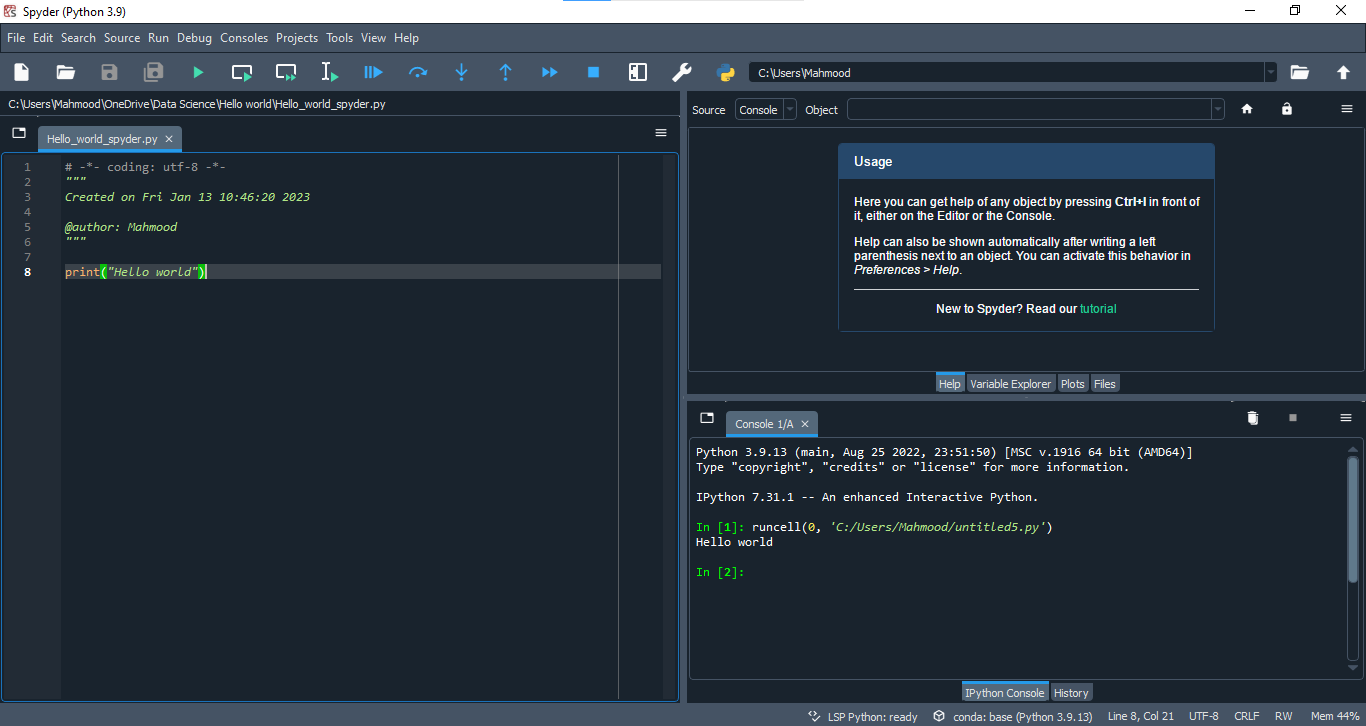 Spyder (Python 3.9)
File Edit Search Source Run Debug Consoles Projects Tools View Help
C:\Users\Mahmood
C:\Users\Mahmood\OneDrive\Data Science\Hello world\Hello_world_spyder.py
Hello_world_spyder.py
1 # -*- coding: utf-8 -*-
2 """
3 Created on Fri Jan 13 10:46:20 2023
4
5 @author: Mahmood
6 """
7
8 print("Hello world")
Source Console Object
Usage
Here you can get help of any object by pressing Ctrl+I in front of
it, either on the Editor or the Console.
Help can also be shown automatically after writing a left
parenthesis next to an object. You can activate this behavior in
Preferences > Help.
New to Spyder? Read our tutorial
Help Variable Explorer Plots Files
Console 1/A
Python 3.9.13 (main, Aug 25 2022, 23:51:50) [MSC v.1916 64 bit (AMD64)]
Type "copyright", "credits" or "license" for more information.
IPython 7.31.1 -- An enhanced Interactive Python.
In [1]: runcell(0, 'C:/Users/Mahmood/untitled5.py')
Hello world
In [2]:
IPython Console History
LSP Python: ready conda: base (Python 3.9.13) Line 8, Col 21 UTF-8 CRLF RW Mem 44%